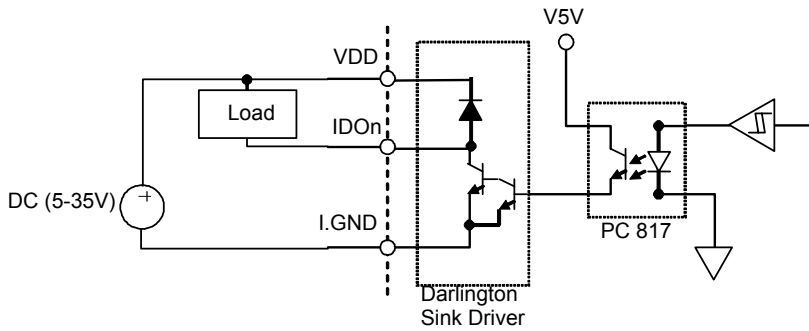 V5V
VDD
Load
IDOn
DC (5-35V)
+
I.GND
PC 817
Darlington
Sink Driver